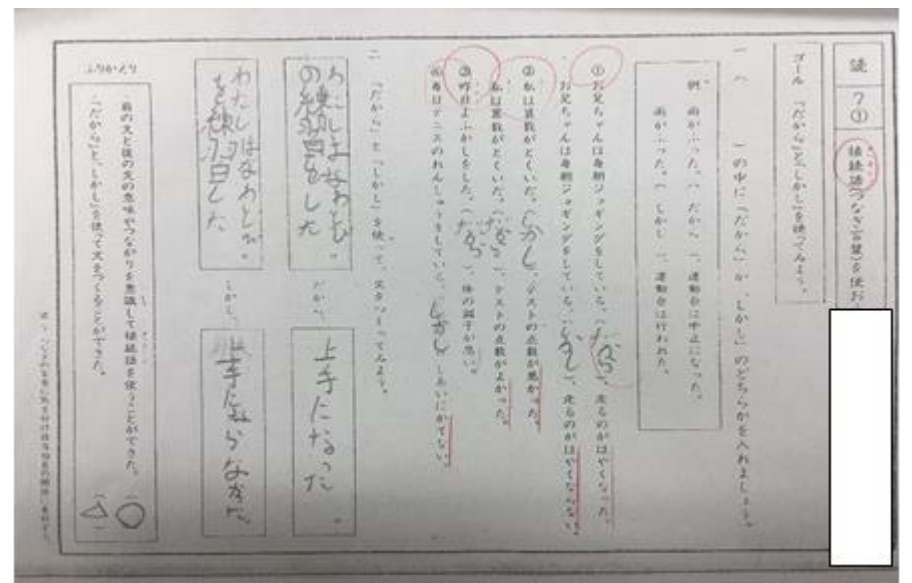 読
7①
接続語(つなぎ言葉)を使お
ゴール 「だから」と「しかし」を使ってみよう。
一 ( )の中に「だから」か、「しかし」のどちらかを入れましょう。
例 雨がふった。( だから )、運動会は中止になった。
雨がふった。( しかし )、運動会は行われた。
① お兄ちゃんは毎朝ジョギングをしている。(だから)、走るのがはやくなった。
お兄ちゃんは毎朝ジョギングをしている。(しかし)、走るのがはやくならない。
② 私は算数がとくいだ。(しかし)、テストの点数が悪かった。
私は算数がとくいだ。(だから)、テストの点数がよかった。
③ 昨日よふかしをした。(だから)、体の調子が悪い。
④ 毎日テニスのれんしゅうをしている。(しかし)しあいにかてない。
二 「だから」と「しかし」を使って、文をつくってみよう。
わたしはなわとび
の練習をした
だから
上手になった。
わたしはなわとび
を練習した
しかし
上手にならなかた。
ふりかえり
前の文と後の文の意味やつながりを意識して接続語を使うことができた。( ○ )
「だから」と、「しかし」を使って文をつくることができた。( △ )